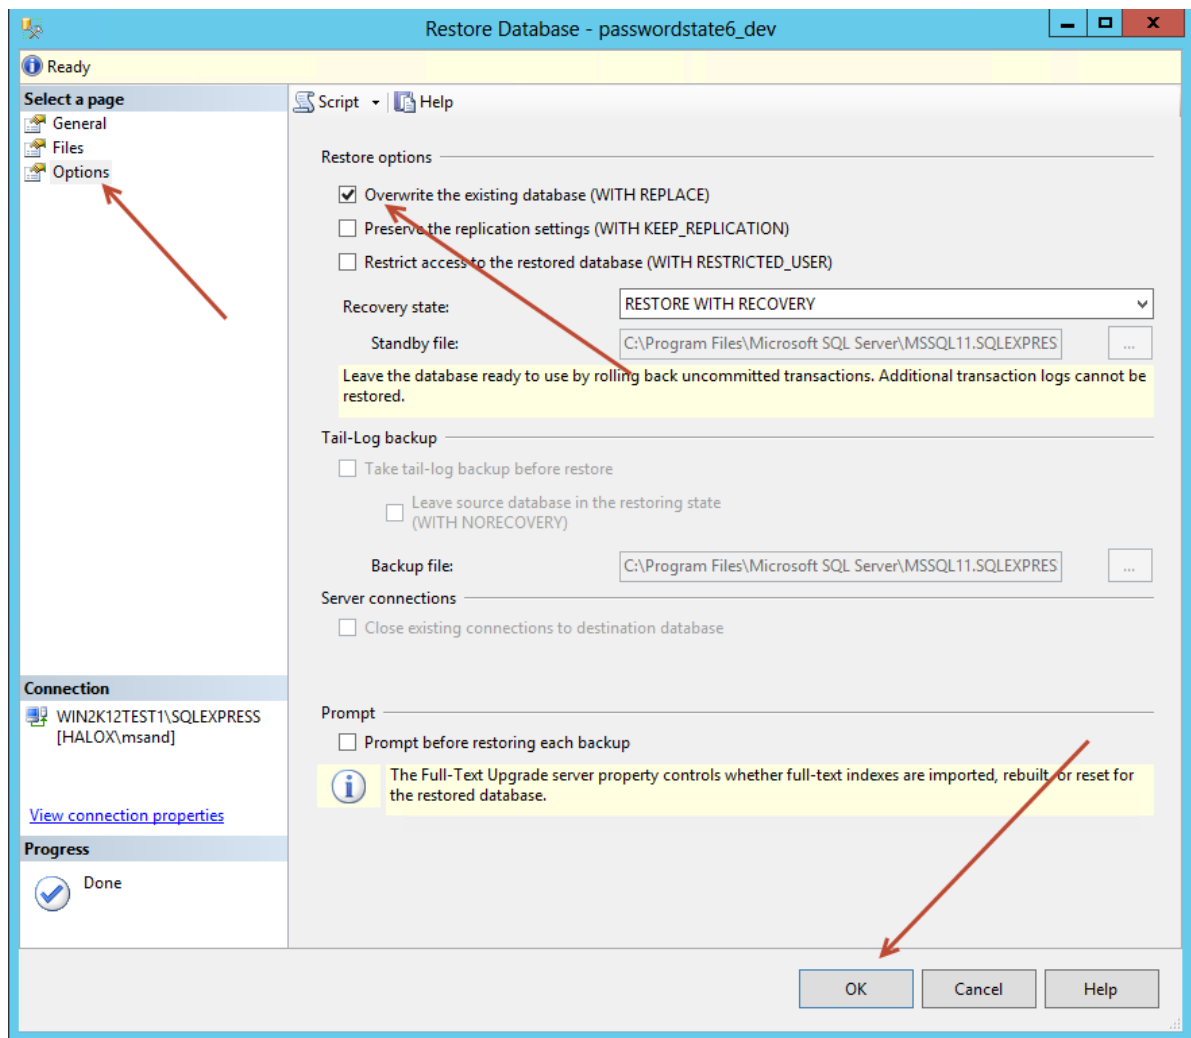 Restore Database - passwordstate6_dev
Ready
Select a page
General
Files
Options
Script
Help
Restore options
Overwrite the existing database (WITH REPLACE)
Preserve the replication settings (WITH KEEP_REPLICATION)
Restrict access to the restored database (WITH RESTRICTED_USER)
Recovery state:
RESTORE WITH RECOVERY
Standby file:
C:\Program Files\Microsoft SQL Server\MSSQL11.SQLEXPRES
...
Leave the database ready to use by rolling back uncommitted transactions. Additional transaction logs cannot be
restored.
Tail-Log backup
Take tail-log backup before restore
Leave source database in the restoring state
(WITH NORECOVERY)
Backup file:
C:\Program Files\Microsoft SQL Server\MSSQL11.SQLEXPRES
...
Server connections
Close existing connections to destination database
Connection
WIN2K12TEST1\SQLEXPRESS
[HALOX\msand]
View connection properties
Prompt
Prompt before restoring each backup
The Full-Text Upgrade server property controls whether full-text indexes are imported, rebuilt, or reset for
the restored database.
Progress
Done
OK
Cancel
Help